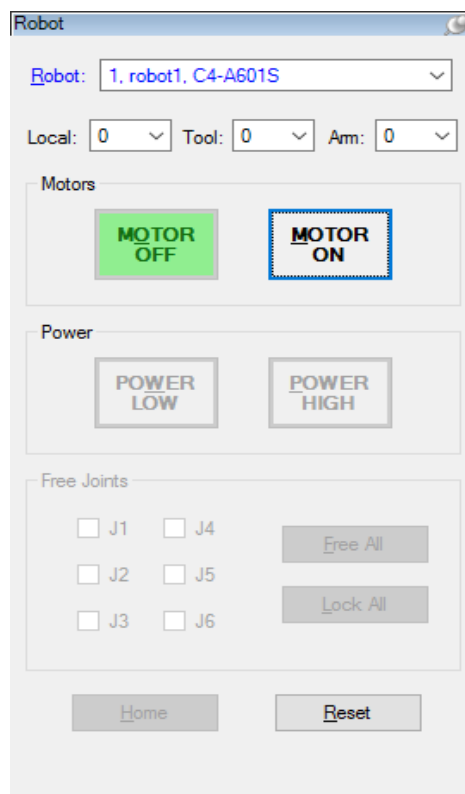 Robot
Robot: 1, robot1, C4-A601S
Local: 0 Tool: 0 Arm: 0
Motors
MOTOR OFF MOTOR ON
Power
POWER LOW POWER HIGH
Free Joints
J1 J4 Free All
J2 J5
J3 J6 Lock All
Home Reset